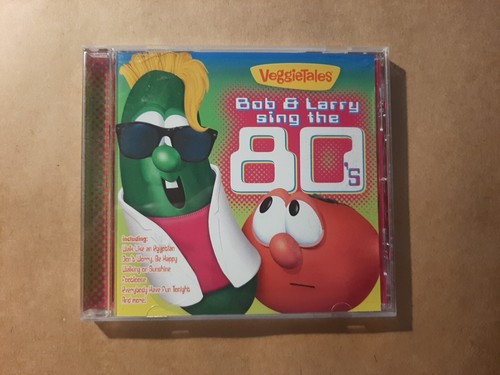 VeggieTales
Bob & Larry
sing the
80's
including:
Walk Like an Egyptian
Don't Worry, Be Happy
Walking on Sunshine
Footloose
Everybody Have Fun Tonight
And more